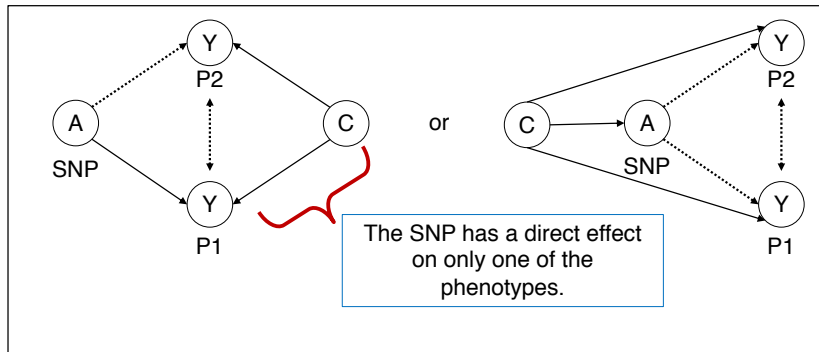 Y
P2
A
SNP
C
Y
P1
or
Y
P2
C
A
SNP
Y
P1
The SNP has a direct effect
on only one of the
phenotypes.